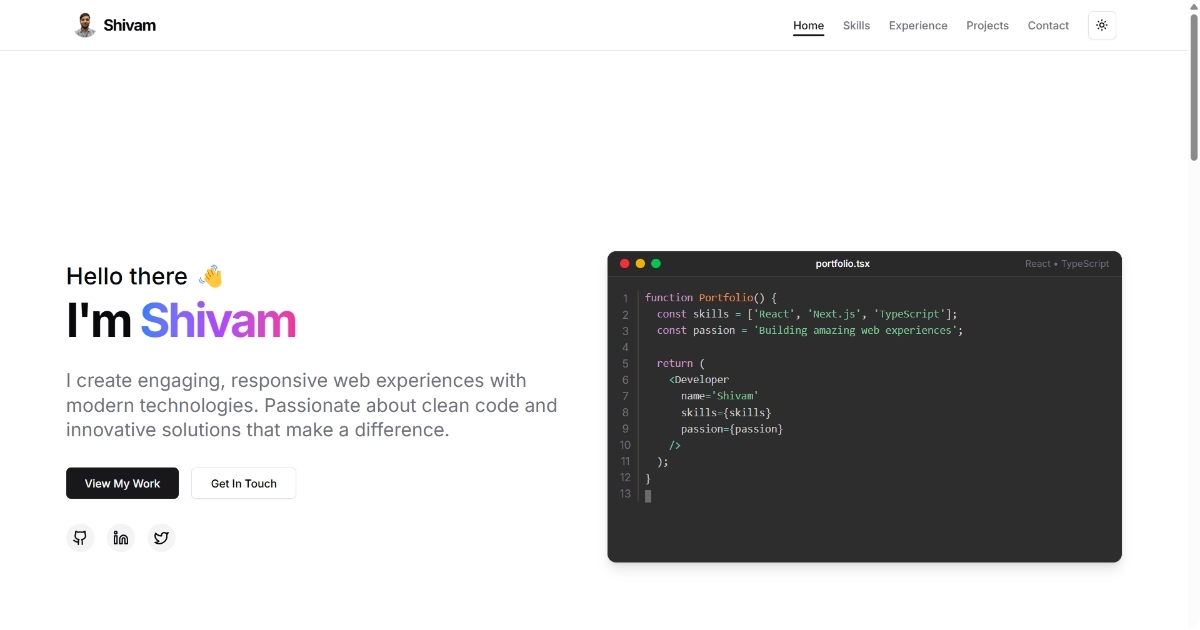 Shivam
Home Skills Experience Projects Contact
Hello there 👋
I'm Shivam
I create engaging, responsive web experiences with
modern technologies. Passionate about clean code and
innovative solutions that make a difference.
View My Work Get In Touch
portfolio.tsx React • TypeScript
1 function Portfolio() {
2   const skills = ['React', 'Next.js', 'TypeScript'];
3   const passion = 'Building amazing web experiences';
4
5   return (
6     <Developer
7       name='Shivam'
8       skills={skills}
9       passion={passion}
10     />
11   );
12 }
13